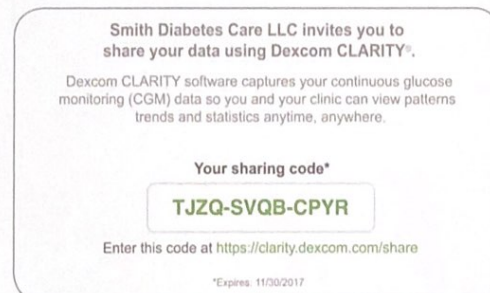 Smith Diabetes Care LLC invites you to
share your data using Dexcom CLARITY®.
Dexcom CLARITY software captures your continuous glucose
monitoring (CGM) data so you and your clinic can view patterns
trends and statistics anytime, anywhere.
Your sharing code*
TJZQ-SVQB-CPYR
Enter this code at https://clarity.dexcom.com/share
*Expires: 11/30/2017